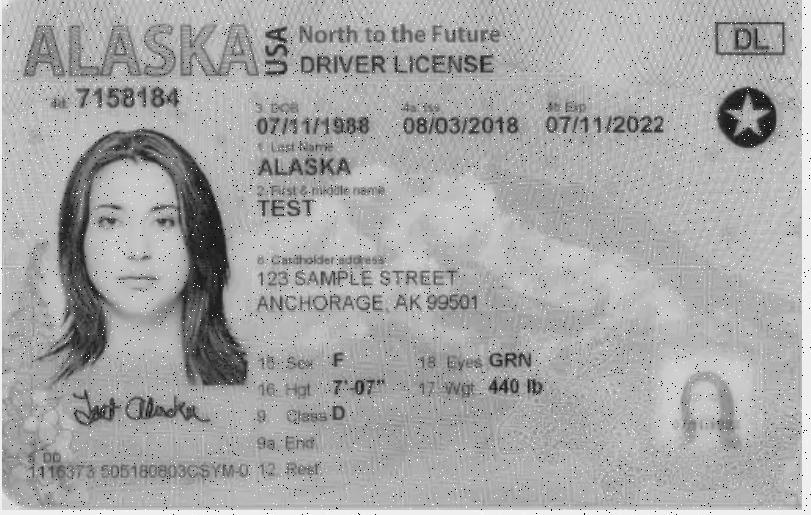 ALASKA USA North to the Future DL
DRIVER LICENSE
4d 7158184
3. DOB 4a. Iss 4b Exp
07/11/1988 08/03/2018 07/11/2022
1. Last Name
ALASKA
2. First & middle name
TEST
8. Cardholder address
123 SAMPLE STREET
ANCHORAGE, AK 99501
15. Sex F 18 Eyes GRN
16. Hgt 7'-07" 17. Wgt 440 lb
9. Class D
Test Alaska
9a. End
5. DD
1116373 505180803CSYM-0 12. Rest